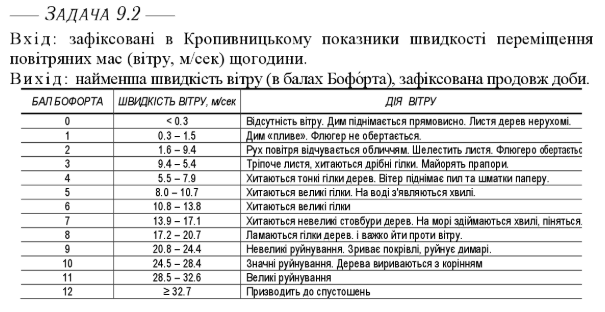 ЗАДАЧА 9.2
Вхід: зафіксовані в Кропивницькому показники швидкості переміщення
повітряних мас (вітру, м/сек) щогодини.
Вихід: найменша швидкість вітру (в балах Бофо́рта), зафіксована продовж доби.
БАЛ БОФОРТА ШВИДКІСТЬ ВІТРУ, м/сек ДІЯ ВІТРУ
0 < 0.3 Відсутність вітру. Дим піднімається прямовисно. Листя дерев нерухомі.
1 0.3 – 1.5 Дим «пливе». Флюгер не обертається.
2 1.6 – 9.4 Рух повітря відчувається обличчям. Шелестить листя. Флюгеро обертаєтьс
3 9.4 – 5.4 Тріпоче листя, хитаються дрібні гілки. Майорять прапори.
4 5.5 – 7.9 Хитаються тонкі гілки дерев. Вітер піднімає пил та шматки паперу.
5 8.0 – 10.7 Хитаються великі гілки. На воді з'являються хвилі.
6 10.8 – 13.8 Хитаються великі гілки
7 13.9 – 17.1 Хитаються невеликі стовбури дерев. На морі здіймаються хвилі, піняться.
8 17.2 – 20.7 Ламаються гілки дерев. і важко йти проти вітру.
9 20.8 – 24.4 Невеликі руйнування. Зриває покрівлі, руйнує димарі.
10 24.5 – 28.4 Значні руйнування. Дерева вириваються з корінням
11 28.5 – 32.6 Великі руйнування
12 ≥ 32.7 Призводить до спустошень